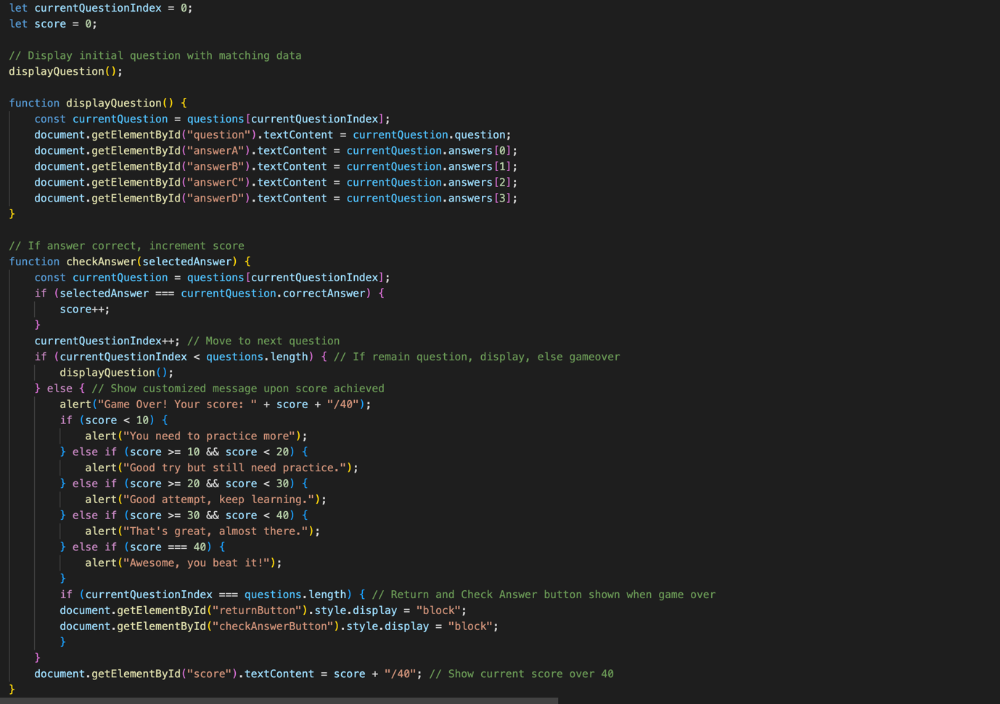 let currentQuestionIndex = 0;
let score = 0;

// Display initial question with matching data
displayQuestion();

function displayQuestion() {
    const currentQuestion = questions[currentQuestionIndex];
    document.getElementById("question").textContent = currentQuestion.question;
    document.getElementById("answerA").textContent = currentQuestion.answers[0];
    document.getElementById("answerB").textContent = currentQuestion.answers[1];
    document.getElementById("answerC").textContent = currentQuestion.answers[2];
    document.getElementById("answerD").textContent = currentQuestion.answers[3];
}

// If answer correct, increment score
function checkAnswer(selectedAnswer) {
    const currentQuestion = questions[currentQuestionIndex];
    if (selectedAnswer === currentQuestion.correctAnswer) {
        score++;
    }
    currentQuestionIndex++; // Move to next question
    if (currentQuestionIndex < questions.length) { // If remain question, display, else gameover
        displayQuestion();
    } else { // Show customized message upon score achieved
        alert("Game Over! Your score: " + score + "/40");
        if (score < 10) {
            alert("You need to practice more");
        } else if (score >= 10 && score < 20) {
            alert("Good try but still need practice.");
        } else if (score >= 20 && score < 30) {
            alert("Good attempt, keep learning.");
        } else if (score >= 30 && score < 40) {
            alert("That's great, almost there.");
        } else if (score === 40) {
            alert("Awesome, you beat it!");
        }
        if (currentQuestionIndex === questions.length) { // Return and Check Answer button shown when game over
        document.getElementById("returnButton").style.display = "block";
        document.getElementById("checkAnswerButton").style.display = "block";
        }
    }
    document.getElementById("score").textContent = score + "/40"; // Show current score over 40
}